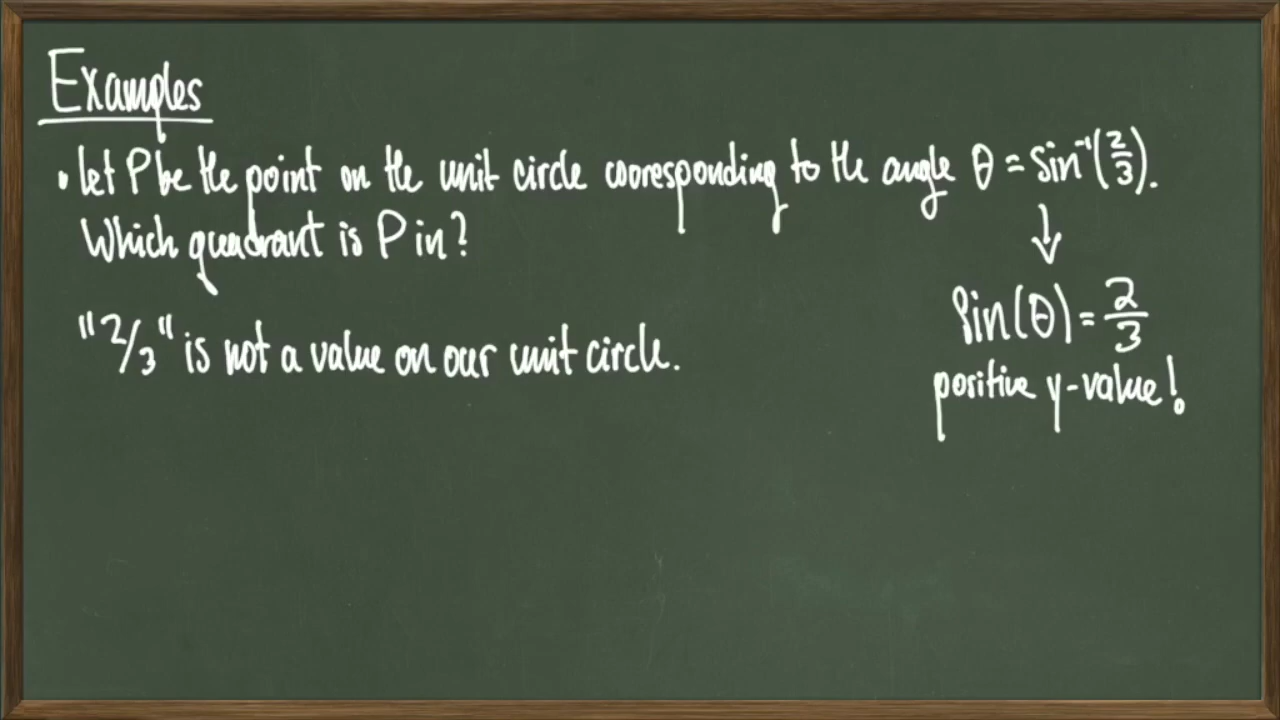 Examples
• let P be the point on the unit circle cooresponding to the angle θ = sin⁻¹(2/3).
Which quadrant is P in?
↓
sin(θ) = 2/3
"2/3" is not a value on our unit circle.
positive y-value!